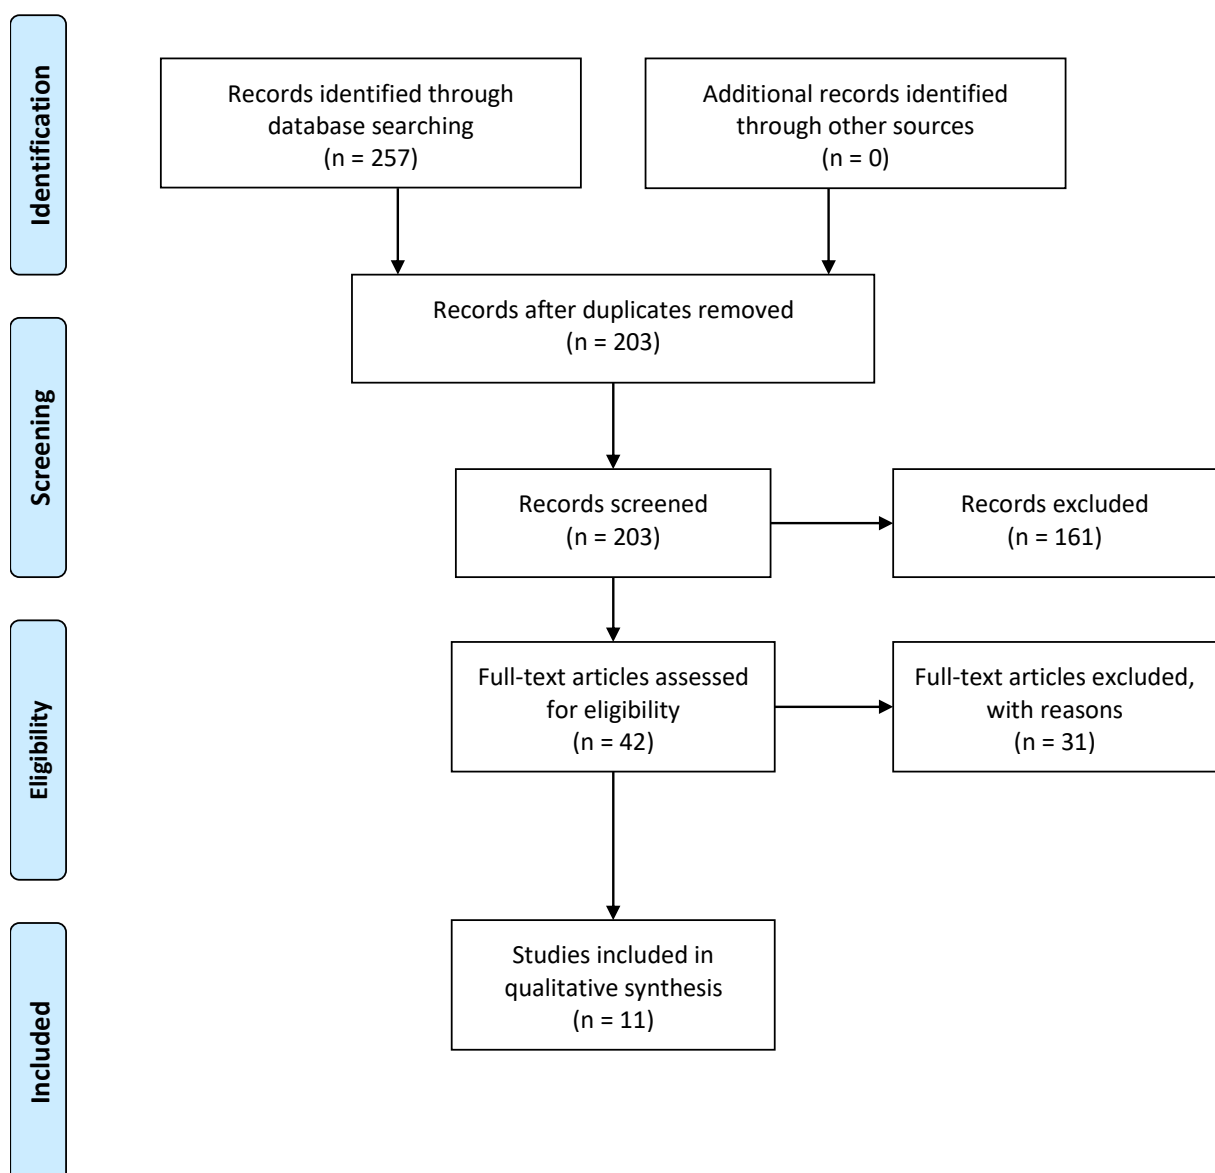 Identification
Records identified through
database searching
(n = 257)
Additional records identified
through other sources
(n = 0)
Records after duplicates removed
(n = 203)
Screening
Records screened
(n = 203)
Records excluded
(n = 161)
Eligibility
Full-text articles assessed
for eligibility
(n = 42)
Full-text articles excluded,
with reasons
(n = 31)
Included
Studies included in
qualitative synthesis
(n = 11)